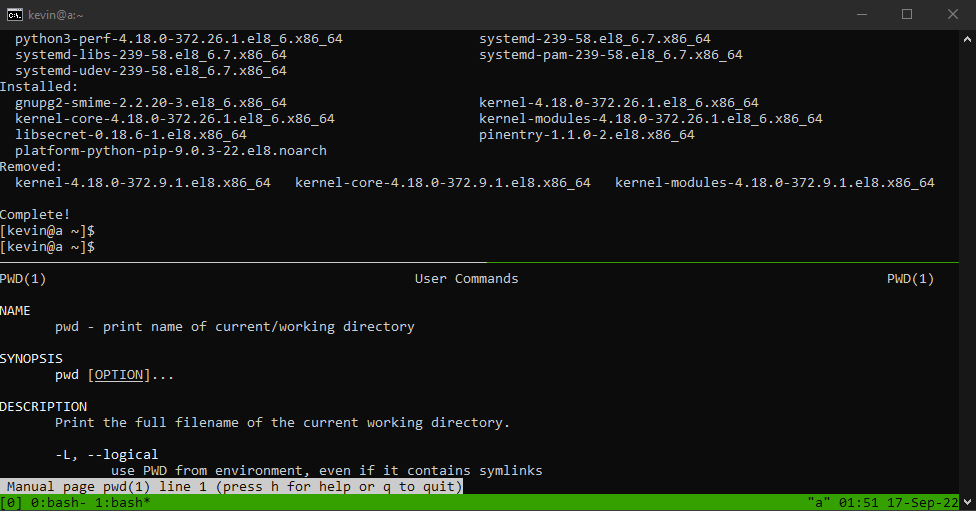 kevin@a:~
python3-perf-4.18.0-372.26.1.el8_6.x86_64 systemd-239-58.el8_6.7.x86_64
systemd-libs-239-58.el8_6.7.x86_64 systemd-pam-239-58.el8_6.7.x86_64
systemd-udev-239-58.el8_6.7.x86_64
Installed:
gnupg2-smime-2.2.20-3.el8_6.x86_64 kernel-4.18.0-372.26.1.el8_6.x86_64
kernel-core-4.18.0-372.26.1.el8_6.x86_64 kernel-modules-4.18.0-372.26.1.el8_6.x86_64
libsecret-0.18.6-1.el8.x86_64 pinentry-1.1.0-2.el8.x86_64
platform-python-pip-9.0.3-22.el8.noarch
Removed:
kernel-4.18.0-372.9.1.el8.x86_64 kernel-core-4.18.0-372.9.1.el8.x86_64 kernel-modules-4.18.0-372.9.1.el8.x86_64
Complete!
[kevin@a ~]$
[kevin@a ~]$
PWD(1) User Commands PWD(1)
NAME
pwd - print name of current/working directory
SYNOPSIS
pwd [OPTION]...
DESCRIPTION
Print the full filename of the current working directory.
-L, --logical
use PWD from environment, even if it contains symlinks
Manual page pwd(1) line 1 (press h for help or q to quit)
[0] 0:bash- 1:bash* "a" 01:51 17-Sep-22